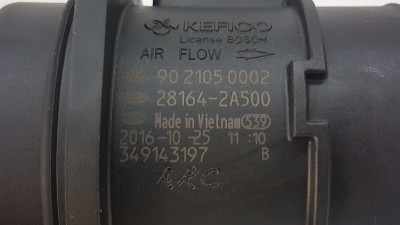 KEFICO
License BOSCH
AIR FLOW
90 2105 0002
28164-2A500
Made in Vietnam 539
2016-10-25 11:10
349143197 B